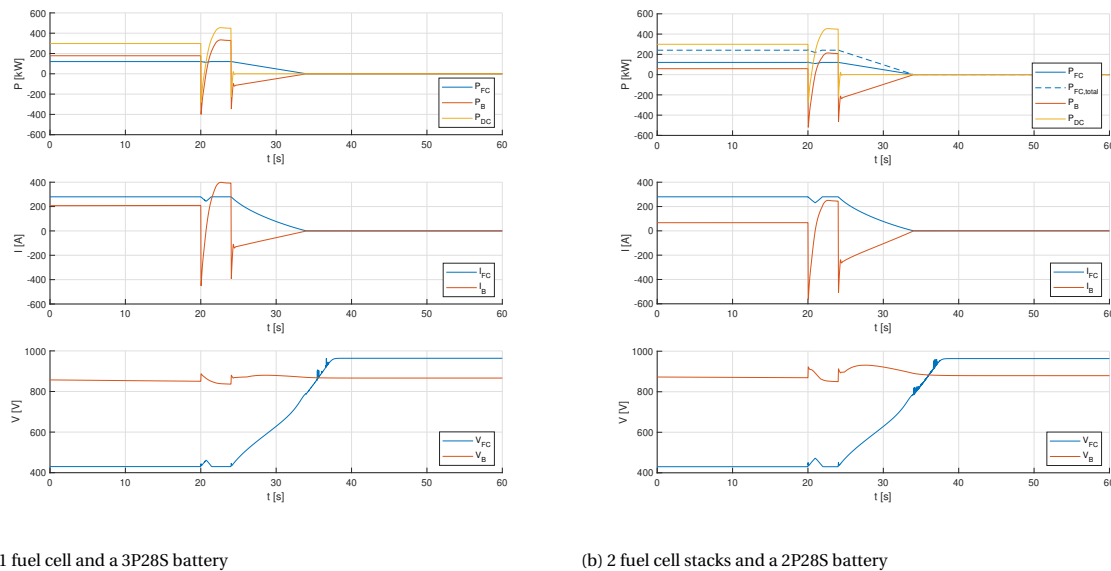 600
400
200
0
-200
-400
-600
P [kW]
0 10 20 30 40 50 60
t [s]
P_FC
P_B
P_DC
400
200
0
-200
-400
-600
I [A]
0 10 20 30 40 50 60
t [s]
I_FC
I_B
1000
800
600
400
V [V]
0 10 20 30 40 50 60
t [s]
V_FC
V_B
1 fuel cell and a 3P28S battery
600
400
200
0
-200
-400
-600
P [kW]
0 10 20 30 40 50 60
t [s]
P_FC
P_FC,total
P_B
P_DC
400
200
0
-200
-400
-600
I [A]
0 10 20 30 40 50 60
t [s]
I_FC
I_B
1000
800
600
400
V [V]
0 10 20 30 40 50 60
t [s]
V_FC
V_B
(b) 2 fuel cell stacks and a 2P28S battery